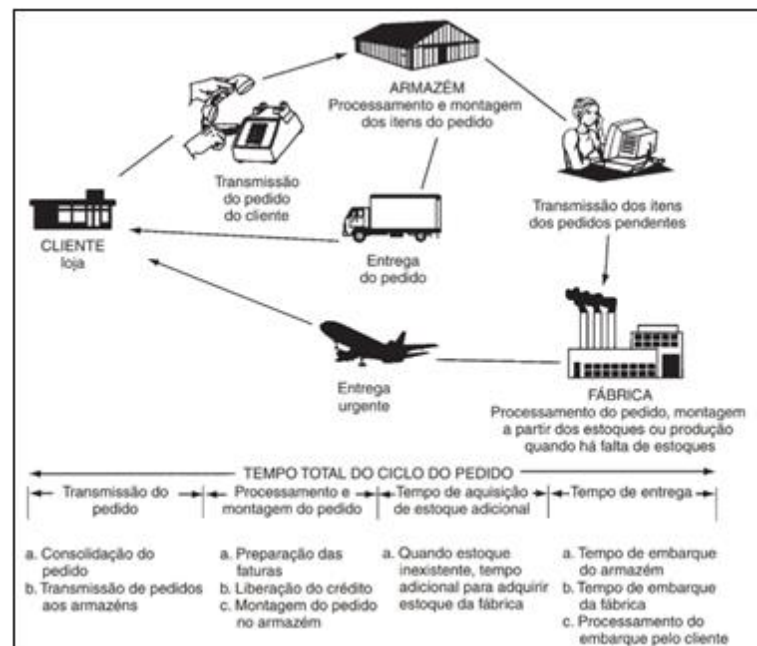 ARMAZÉM
Processamento e montagem
dos itens do pedido
Transmissão
do pedido
do cliente
Transmissão dos itens
dos pedidos pendentes
CLIENTE
loja
Entrega
do pedido
Entrega
urgente
FÁBRICA
Processamento do pedido, montagem
a partir dos estoques ou produção
quando há falta de estoques
TEMPO TOTAL DO CICLO DO PEDIDO
Transmissão do
pedido
Processamento e
montagem do pedido
Tempo de aquisição
de estoque adicional
Tempo de entrega
a. Consolidação do
pedido
b. Transmissão de pedidos
aos armazéns
a. Preparação das
faturas
b. Liberação do crédito
c. Montagem do pedido
no armazém
a. Quando estoque
inexistente, tempo
adicional para adquirir
estoque da fábrica
a. Tempo de embarque
do armazém
b. Tempo de embarque
da fábrica
c. Processamento do
embarque pelo cliente